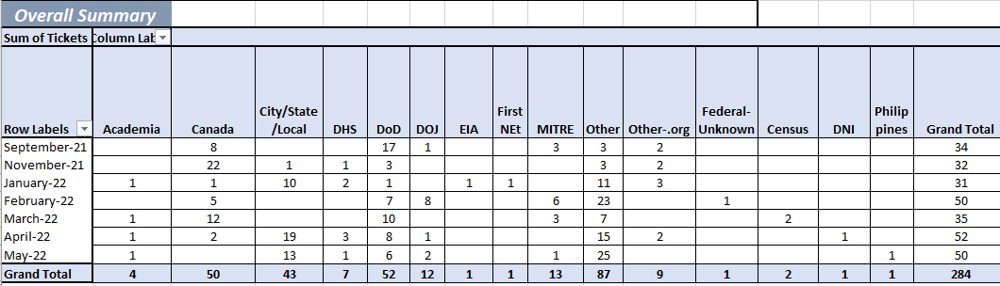 Overall Summary
Sum of Tickets Column Lab
Row Labels Academia Canada City/State/Local DHS DoD DOJ EIA First NEt MITRE Other Other-.org Federal-Unknown Census DNI Philippines Grand Total
September-21 8 17 1 3 3 2 34
November-21 22 1 1 3 3 2 32
January-22 1 1 10 2 1 1 1 11 3 31
February-22 5 7 8 6 23 1 50
March-22 1 12 10 3 7 2 35
April-22 1 2 19 3 8 1 15 2 1 52
May-22 1 13 1 6 2 1 25 1 50
Grand Total 4 50 43 7 52 12 1 1 13 87 9 1 2 1 1 284